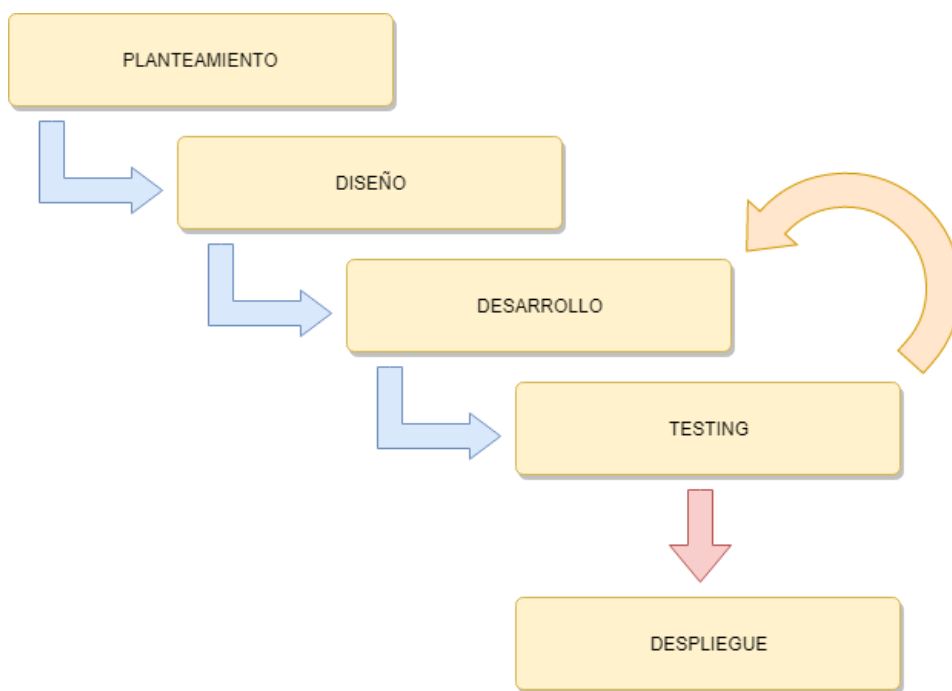 PLANTEAMIENTO
DISEÑO
DESARROLLO
TESTING
DESPLIEGUE